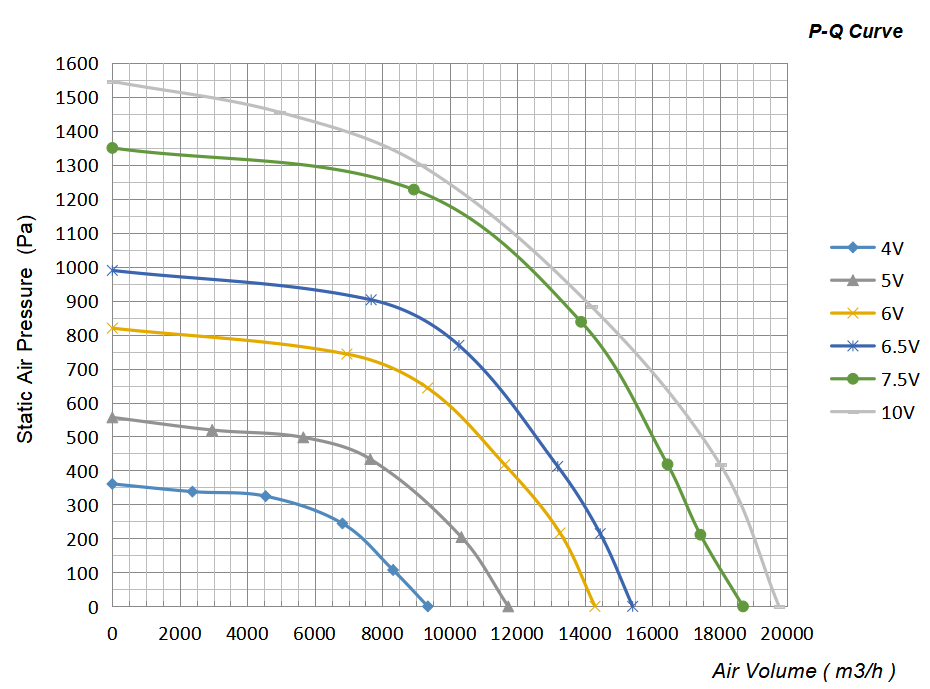 P-Q Curve
1600
1500
1400
1300
1200
1100
1000
900
800
700
600
500
400
300
200
100
0
Static Air Pressure (Pa)
4V
5V
6V
6.5V
7.5V
10V
0 2000 4000 6000 8000 10000 12000 14000 16000 18000 20000
Air Volume ( m3/h )